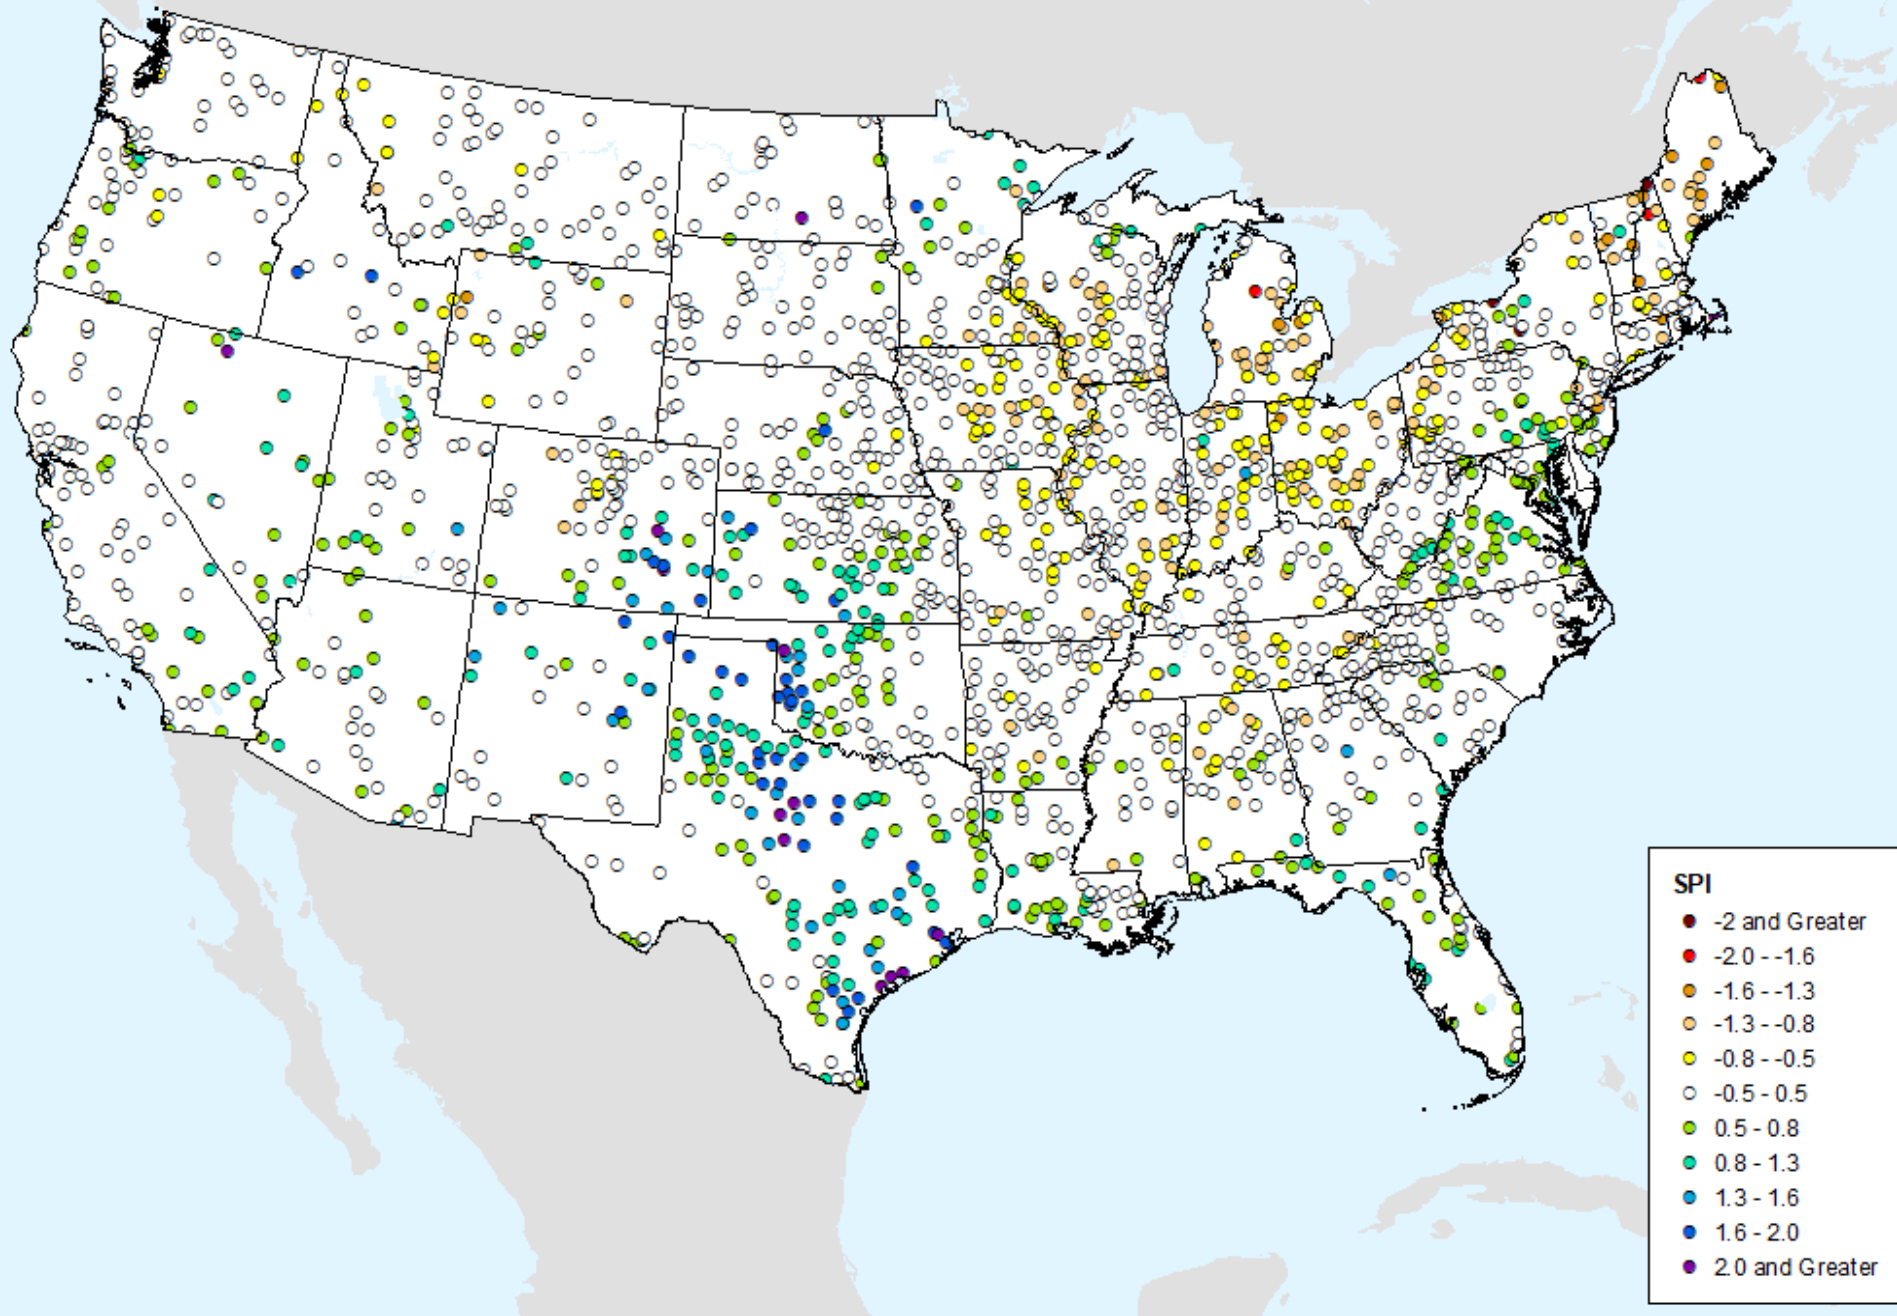 SPI
-2 and Greater
-2.0 - -1.6
-1.6 - -1.3
-1.3 - -0.8
-0.8 - -0.5
-0.5 - 0.5
0.5 - 0.8
0.8 - 1.3
1.3 - 1.6
1.6 - 2.0
2.0 and Greater